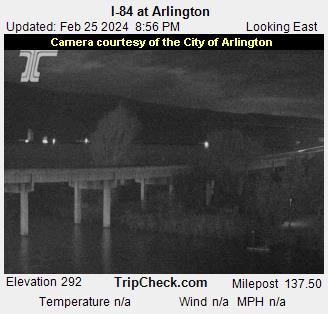 I-84 at Arlington
Updated: Feb 25 2024 8:56 PM Looking East
Camera courtesy of the City of Arlington
Elevation 292 TripCheck.com Milepost 137.50
Temperature n/a Wind n/a MPH n/a